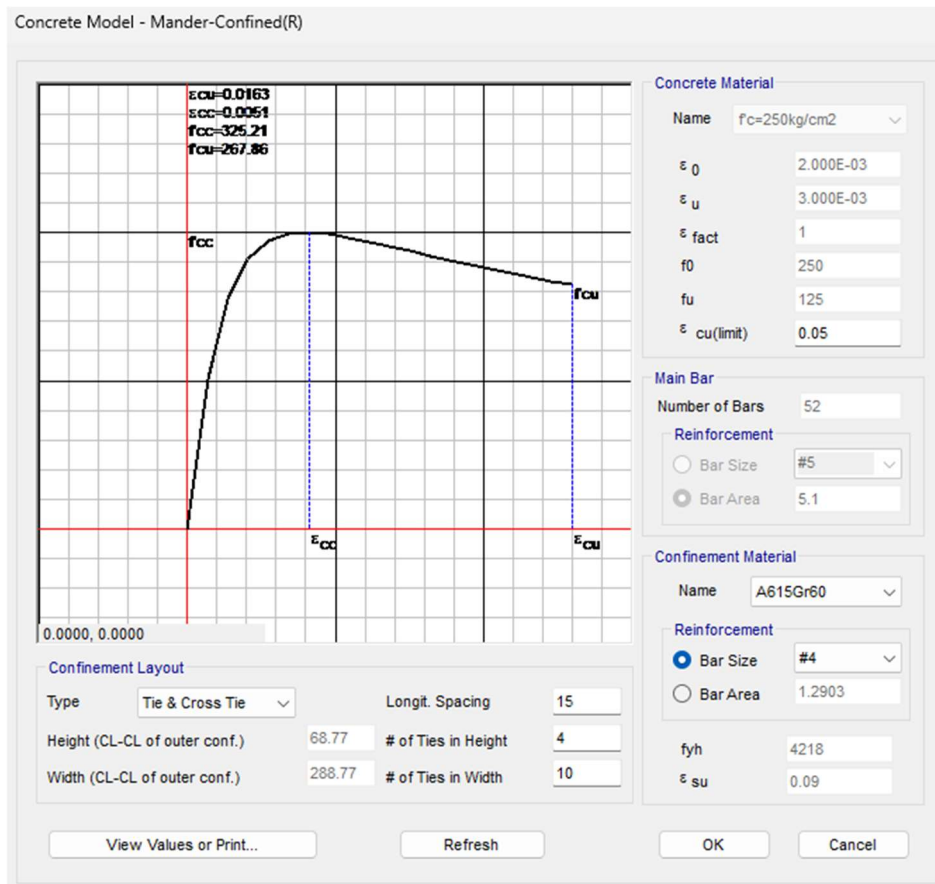 Concrete Model - Mander-Confined(R)
εcu=0.0163
εcc=0.0051
f'cc=325.21
f'cu=267.86
f'cc
f'cu
εcc
εcu
0.0000, 0.0000
Confinement Layout
Type Tie & Cross Tie Longit. Spacing 15
Height (CL-CL of outer conf.) 68.77 # of Ties in Height 4
Width (CL-CL of outer conf.) 288.77 # of Ties in Width 10
Concrete Material
Name f'c=250kg/cm2
ε 0 2.000E-03
ε u 3.000E-03
ε fact 1
f0 250
fu 125
ε cu(limit) 0.05
Main Bar
Number of Bars 52
Reinforcement
Bar Size #5
Bar Area 5.1
Confinement Material
Name A615Gr60
Reinforcement
Bar Size #4
Bar Area 1.2903
fyh 4218
ε su 0.09
View Values or Print... Refresh OK Cancel